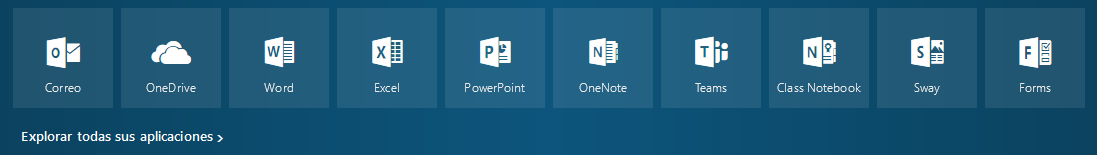 Correo OneDrive Word Excel PowerPoint OneNote Teams Class Notebook Sway Forms
Explorar todas sus aplicaciones >